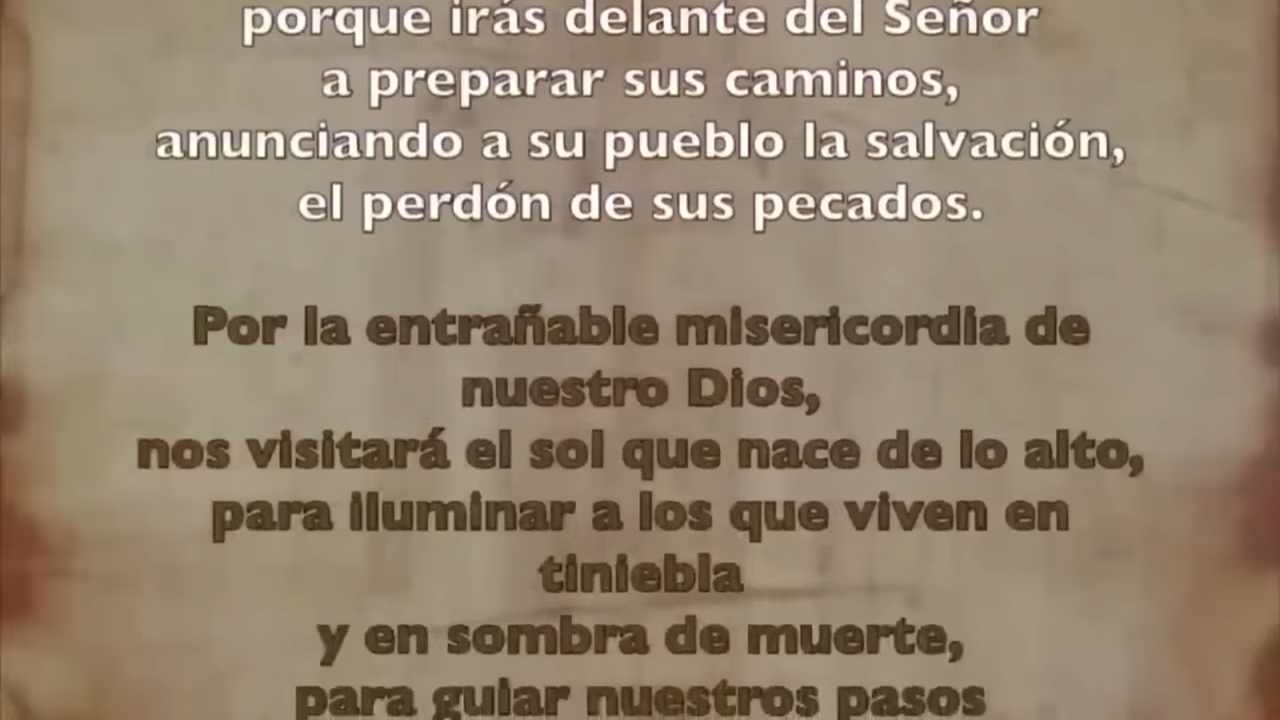 porque irás delante del Señor
a preparar sus caminos,
anunciando a su pueblo la salvación,
el perdón de sus pecados.
Por la entrañable misericordia de
nuestro Dios,
nos visitará el sol que nace de lo alto,
para iluminar a los que viven en
tiniebla
y en sombra de muerte,
para guiar nuestros pasos